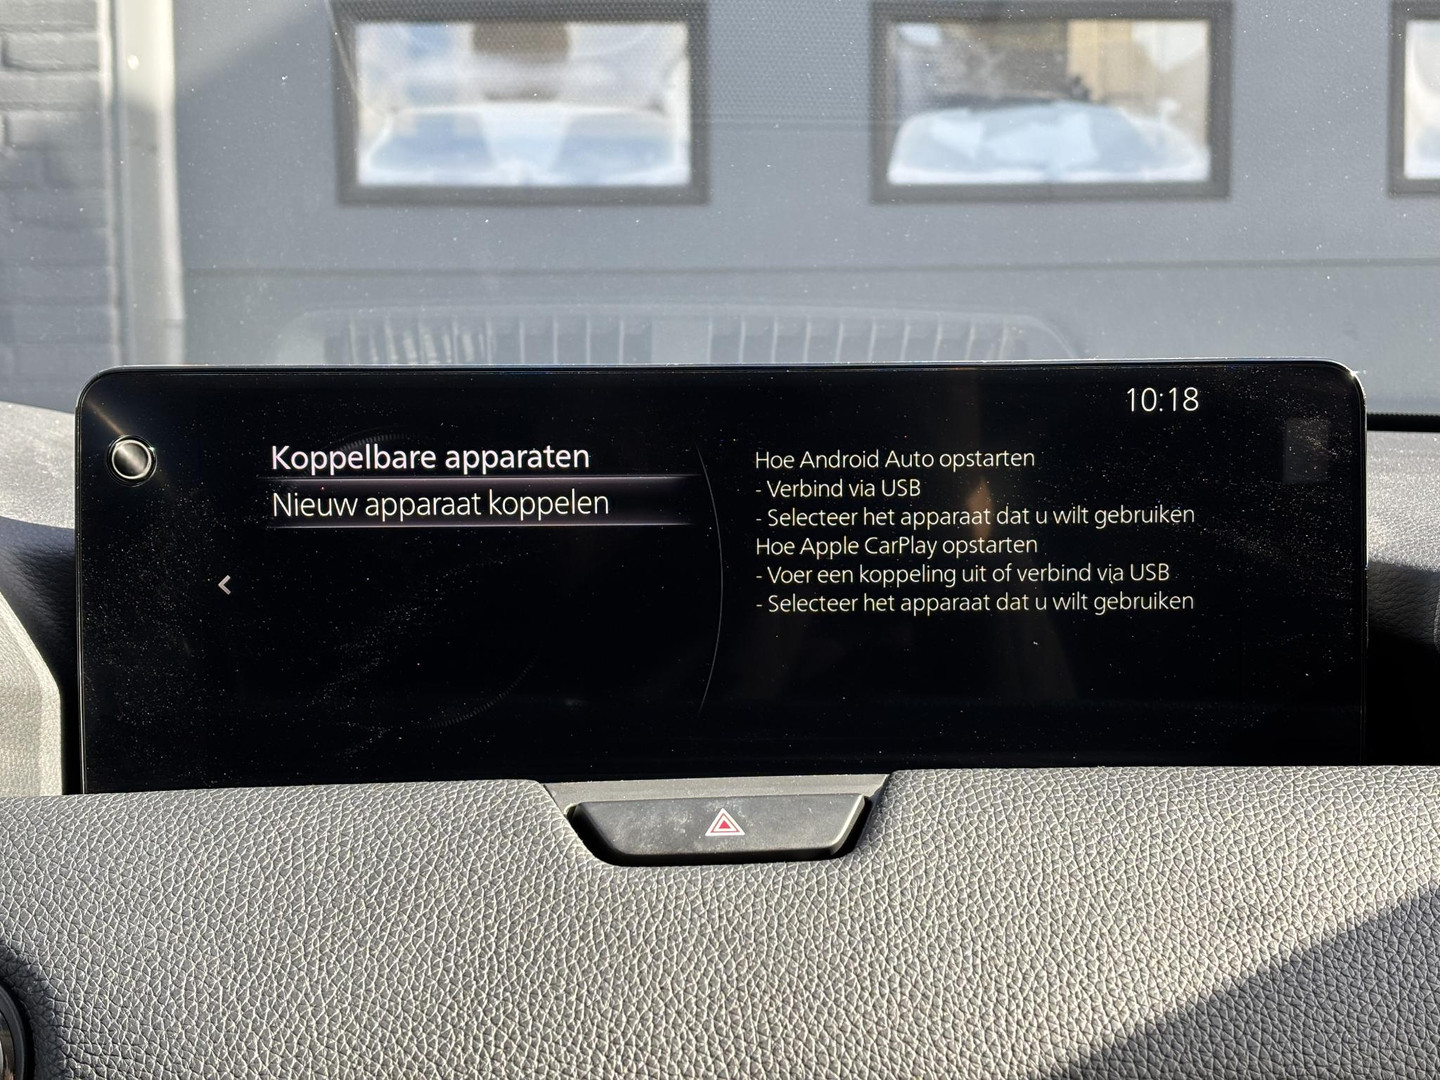 10:18
Koppelbare apparaten
Nieuw apparaat koppelen
Hoe Android Auto opstarten
- Verbind via USB
- Selecteer het apparaat dat u wilt gebruiken
Hoe Apple CarPlay opstarten
- Voer een koppeling uit of verbind via USB
- Selecteer het apparaat dat u wilt gebruiken